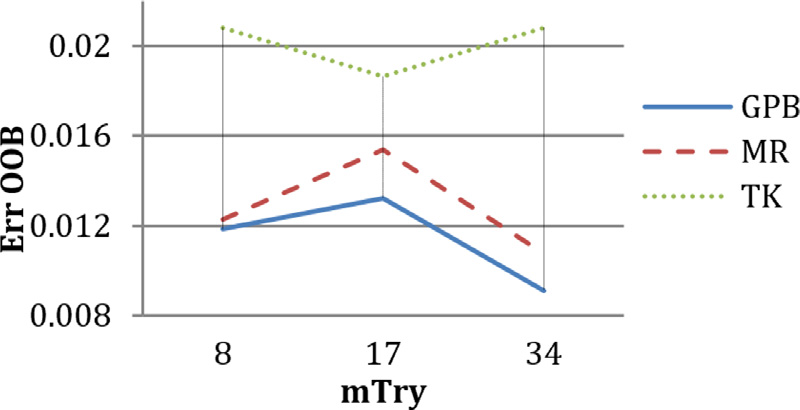 0.02
0.016
0.012
0.008
Err OOB
8 17 34
mTry
GPB
MR
TK